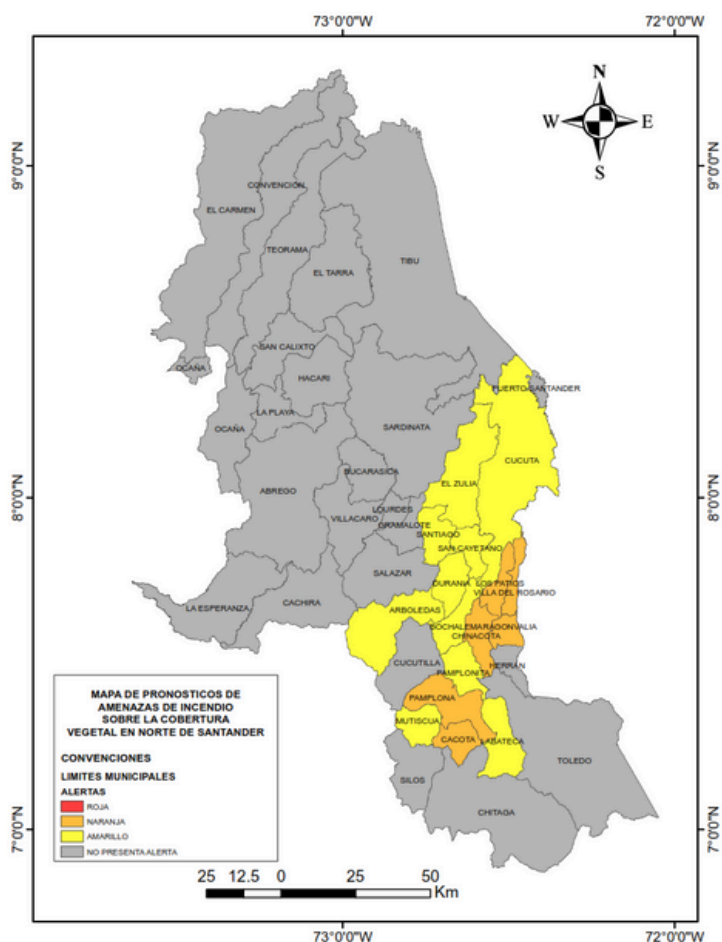 73°0'0"W
72°0'0"W
N
W
E
S
9°0'0"N
9°0'0"N
CONVENCIÓN
EL CARMEN
TEORAMA
TIBU
EL TARRA
SAN CALIXTO
OCAÑA
HACARI
PUERTO SANTANDER
LA PLAYA
OCAÑA
SARDINATA
CUCUTA
BUCARASICA
EL ZULIA
ABREGO
8°0'0"N
8°0'0"N
LOURDES
VILLACARO
GRAMALOTE
SANTIAGO
SAN CAYETANO
SALAZAR
DURANIA
LOS PATIOS
VILLA DEL ROSARIO
LA ESPERANZA
CACHIRA
ARBOLEDAS
BOCHALEMA
RAGONVALIA
CHINACOTA
CUCUTILLA
HERRAN
PAMPLONITA
PAMPLONA
MUTISCUA
CACOTA
LABATECA
TOLEDO
SILOS
CHITAGA
MAPA DE PRONOSTICOS DE
AMENAZAS DE INCENDIO
SOBRE LA COBERTURA
VEGETAL EN NORTE DE SANTANDER
CONVENCIONES
LIMITES MUNICIPALES
ALERTAS
ROJA
NARANJA
AMARILLO
NO PRESENTA ALERTA
7°0'0"N
7°0'0"N
25 12.5 0 25 50
Km
73°0'0"W
72°0'0"W